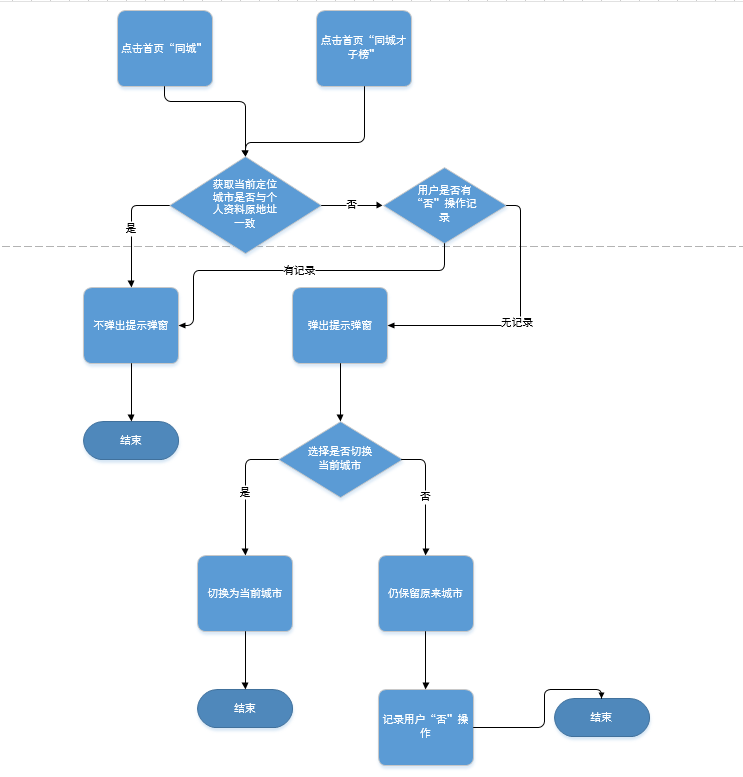 点击首页“同城”
点击首页“同城才
子榜”
获取当前定位
城市是否与个
人资料原地址
一致
否
用户是否有
“否”操作记
录
是
有记录
无记录
不弹出提示弹窗
弹出提示弹窗
结束
选择是否切换
当前城市
是
否
切换为当前城市
仍保留原来城市
结束
记录用户“否”操
作
结束